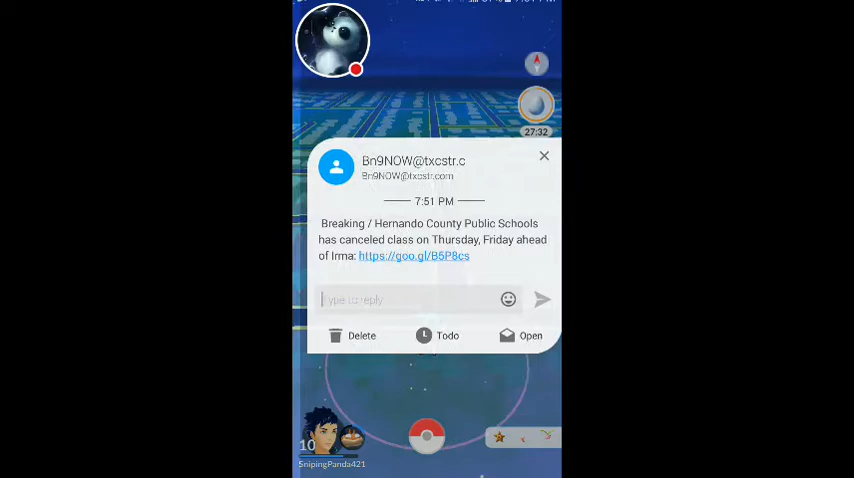 27:32
Bn9NOW@txcstr.c
Bn9NOW@txcstr.com
7:51 PM
Breaking / Hernando County Public Schools
has canceled class on Thursday, Friday ahead
of Irma: https://goo.gl/B5P8cs
Type to reply
Delete Todo Open
10
SnipingPanda421